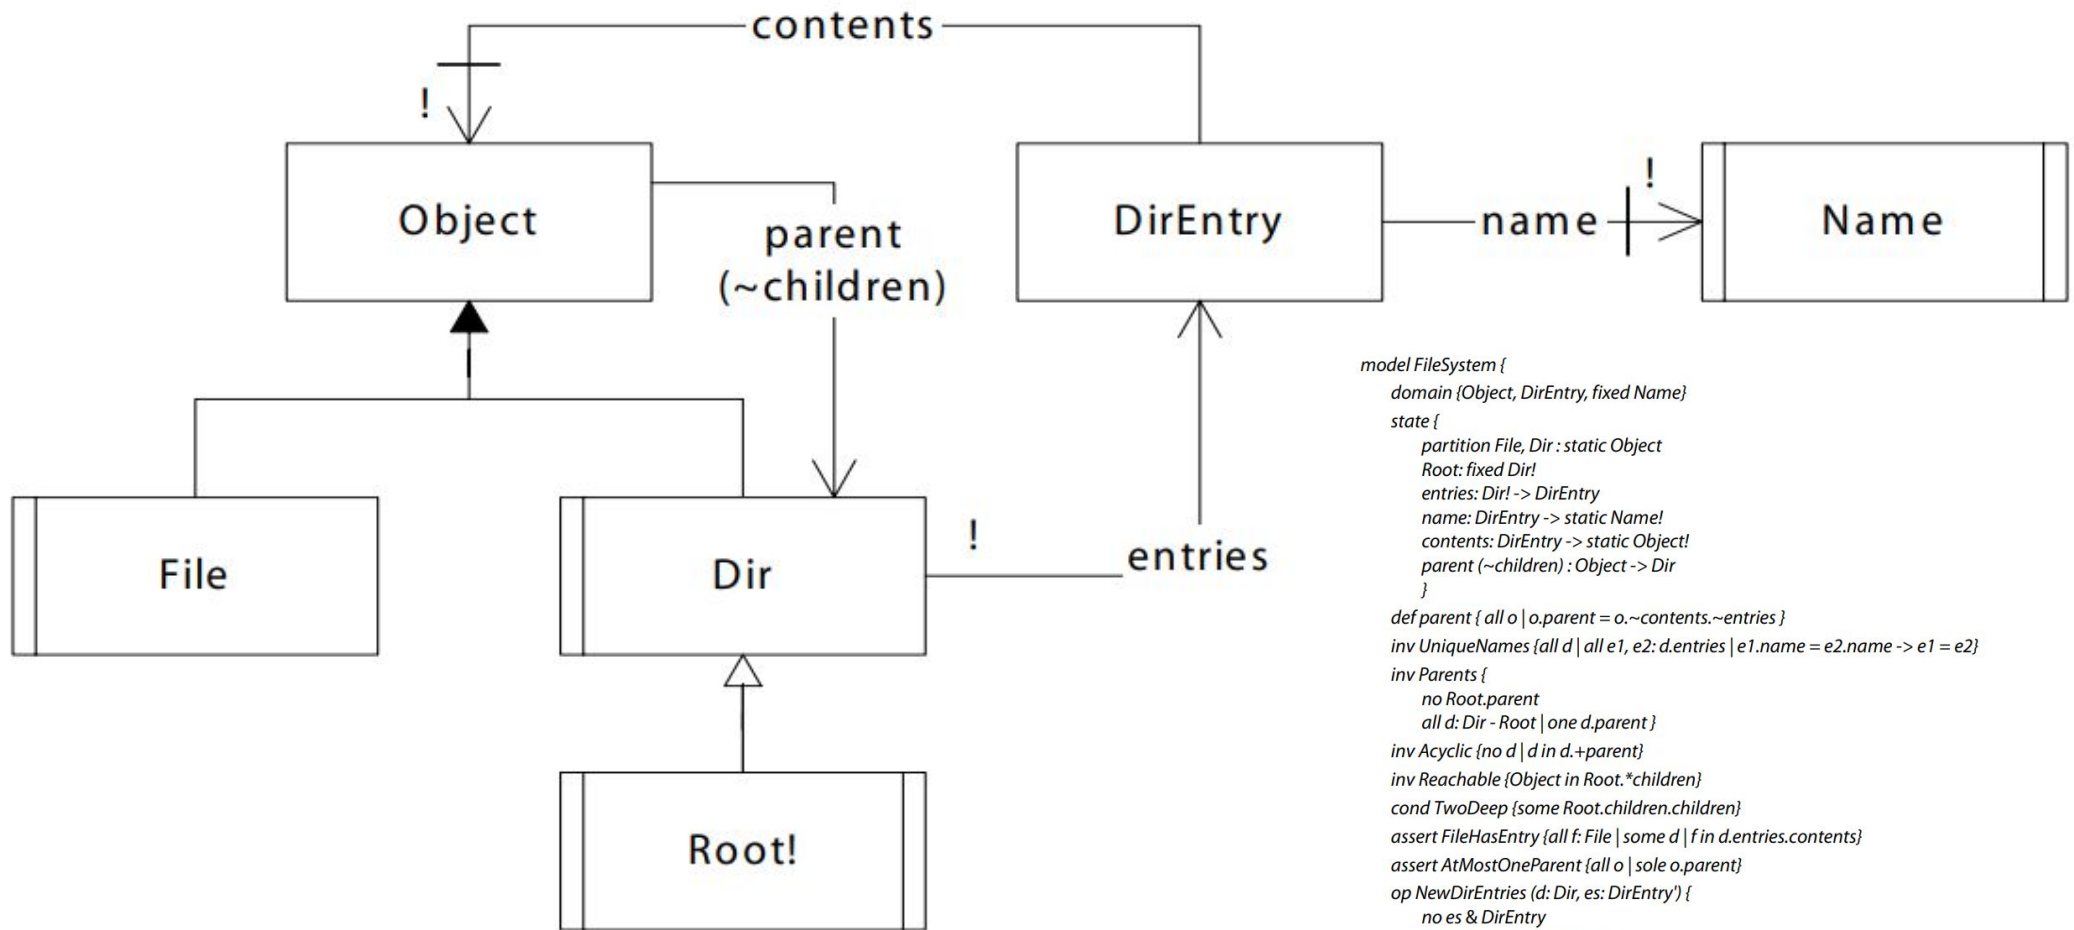 contents
!
Object
DirEntry
name
!
Name
parent
(~children)
File
Dir
!
entries
Root!
model FileSystem {
domain {Object, DirEntry, fixed Name}
state {
partition File, Dir : static Object
Root: fixed Dir!
entries: Dir! -> DirEntry
name: DirEntry -> static Name!
contents: DirEntry -> static Object!
parent (~children) : Object -> Dir
}
def parent { all o | o.parent = o.~contents.~entries }
inv UniqueNames {all d | all e1, e2: d.entries | e1.name = e2.name -> e1 = e2}
inv Parents {
no Root.parent
all d: Dir - Root | one d.parent }
inv Acyclic {no d | d in d.+parent}
inv Reachable {Object in Root.*children}
cond TwoDeep {some Root.children.children}
assert FileHasEntry {all f: File | some d | f in d.entries.contents}
assert AtMostOneParent {all o | sole o.parent}
op NewDirEntries (d: Dir, es: DirEntry') {
no es & DirEntry